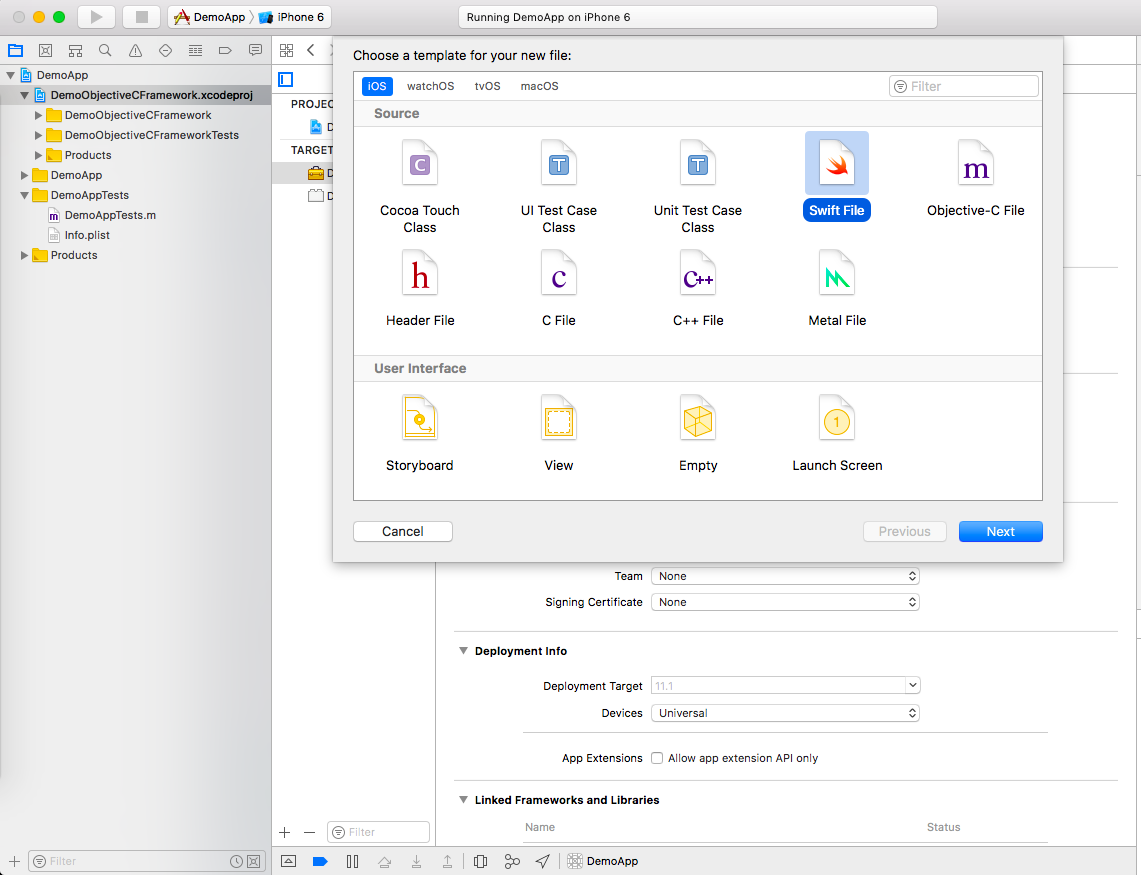 DemoApp
iPhone 6
Running DemoApp on iPhone 6
DemoApp
DemoObjectiveCFramework.xcodeproj
DemoObjectiveCFramework
DemoObjectiveCFrameworkTests
Products
DemoApp
DemoAppTests
m DemoAppTests.m
Info.plist
Products
Filter
PROJEC
D
TARGET
D
D
Filter
Choose a template for your new file:
iOS watchOS tvOS macOS Filter
Source
C T T m
Cocoa Touch Class
UI Test Case Class
Unit Test Case Class
Swift File
Objective-C File
h c c++
Header File
C File
C++ File
Metal File
User Interface
1
Storyboard
View
Empty
Launch Screen
Cancel Previous Next
Team None
Signing Certificate None
Deployment Info
Deployment Target 11.1
Devices Universal
App Extensions Allow app extension API only
Linked Frameworks and Libraries
Name Status
DemoApp